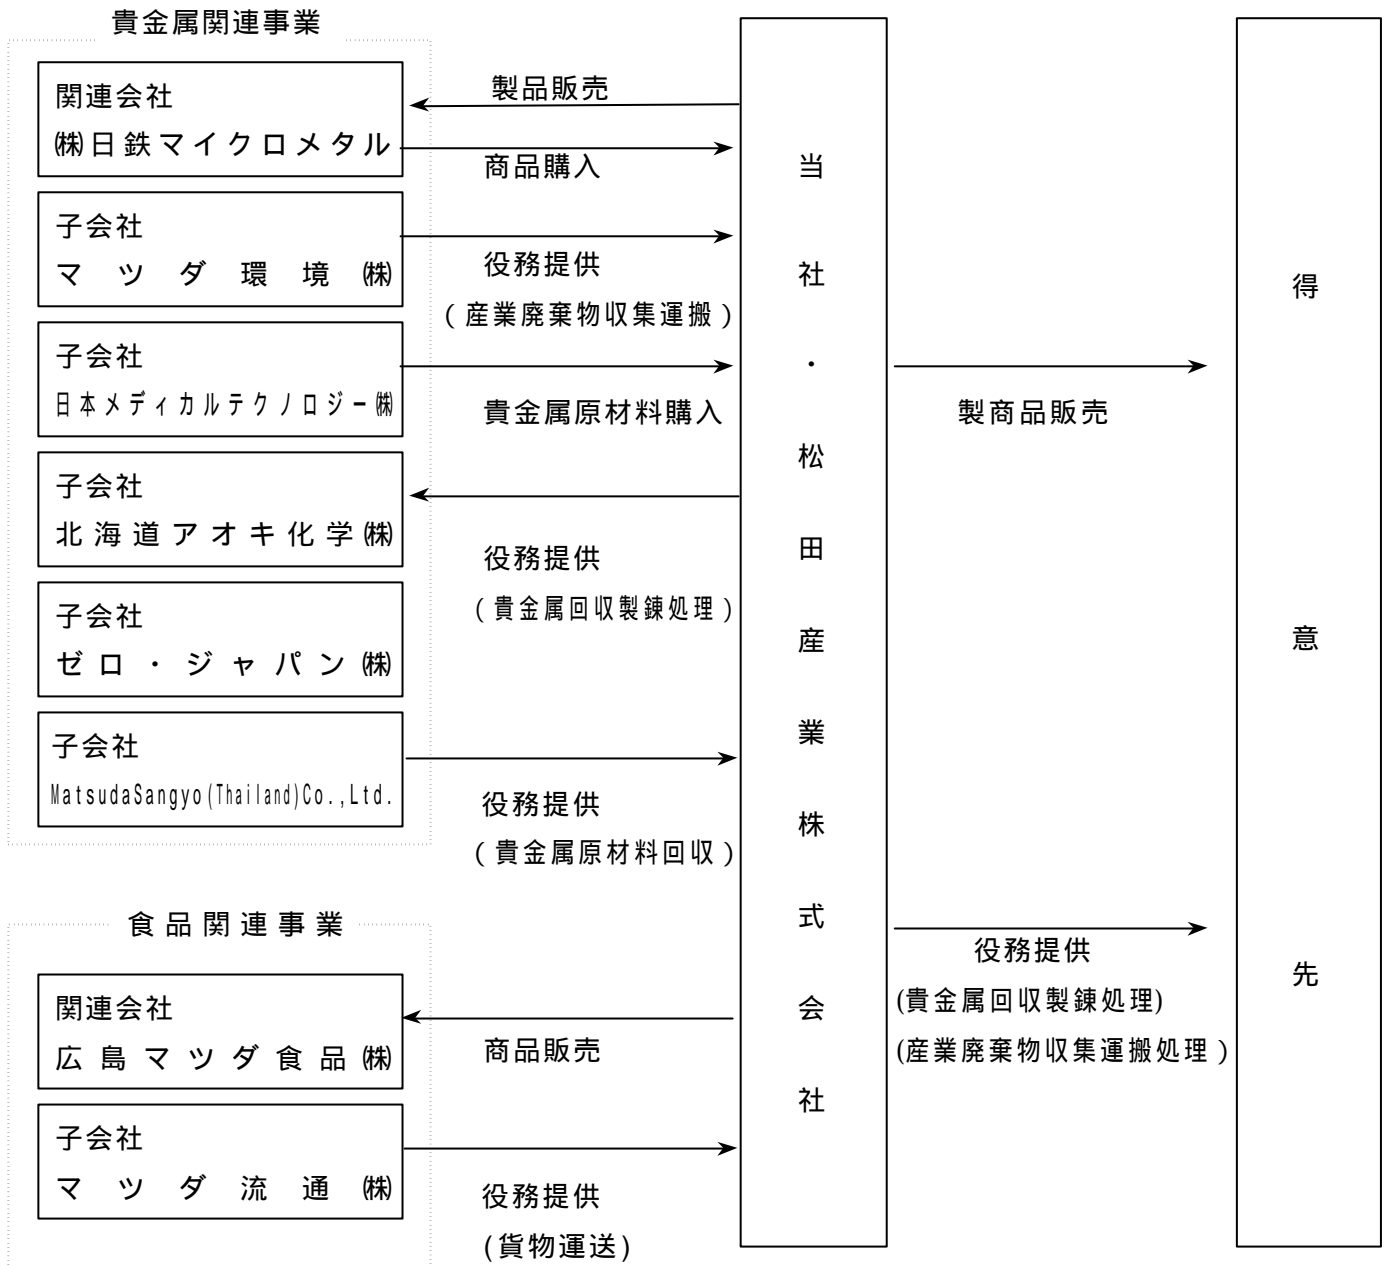 貴金属関連事業
関連会社
㈱日鉄マイクロメタル
製品販売
商品購入
子会社
マツダ環境㈱
役務提供
(産業廃棄物収集運搬)
子会社
日本メディカルテクノロジー㈱
貴金属原材料購入
子会社
北海道アオキ化学㈱
役務提供
(貴金属回収製錬処理)
子会社
ゼロ・ジャパン㈱
子会社
MatsudaSangyo(Thailand)Co.,Ltd.
役務提供
(貴金属原材料回収)
食品関連事業
関連会社
広島マツダ食品㈱
商品販売
子会社
マツダ流通㈱
役務提供
(貨物運送)
当社・松田産業株式会社
製商品販売
役務提供
(貴金属回収製錬処理)
(産業廃棄物収集運搬処理)
得意先